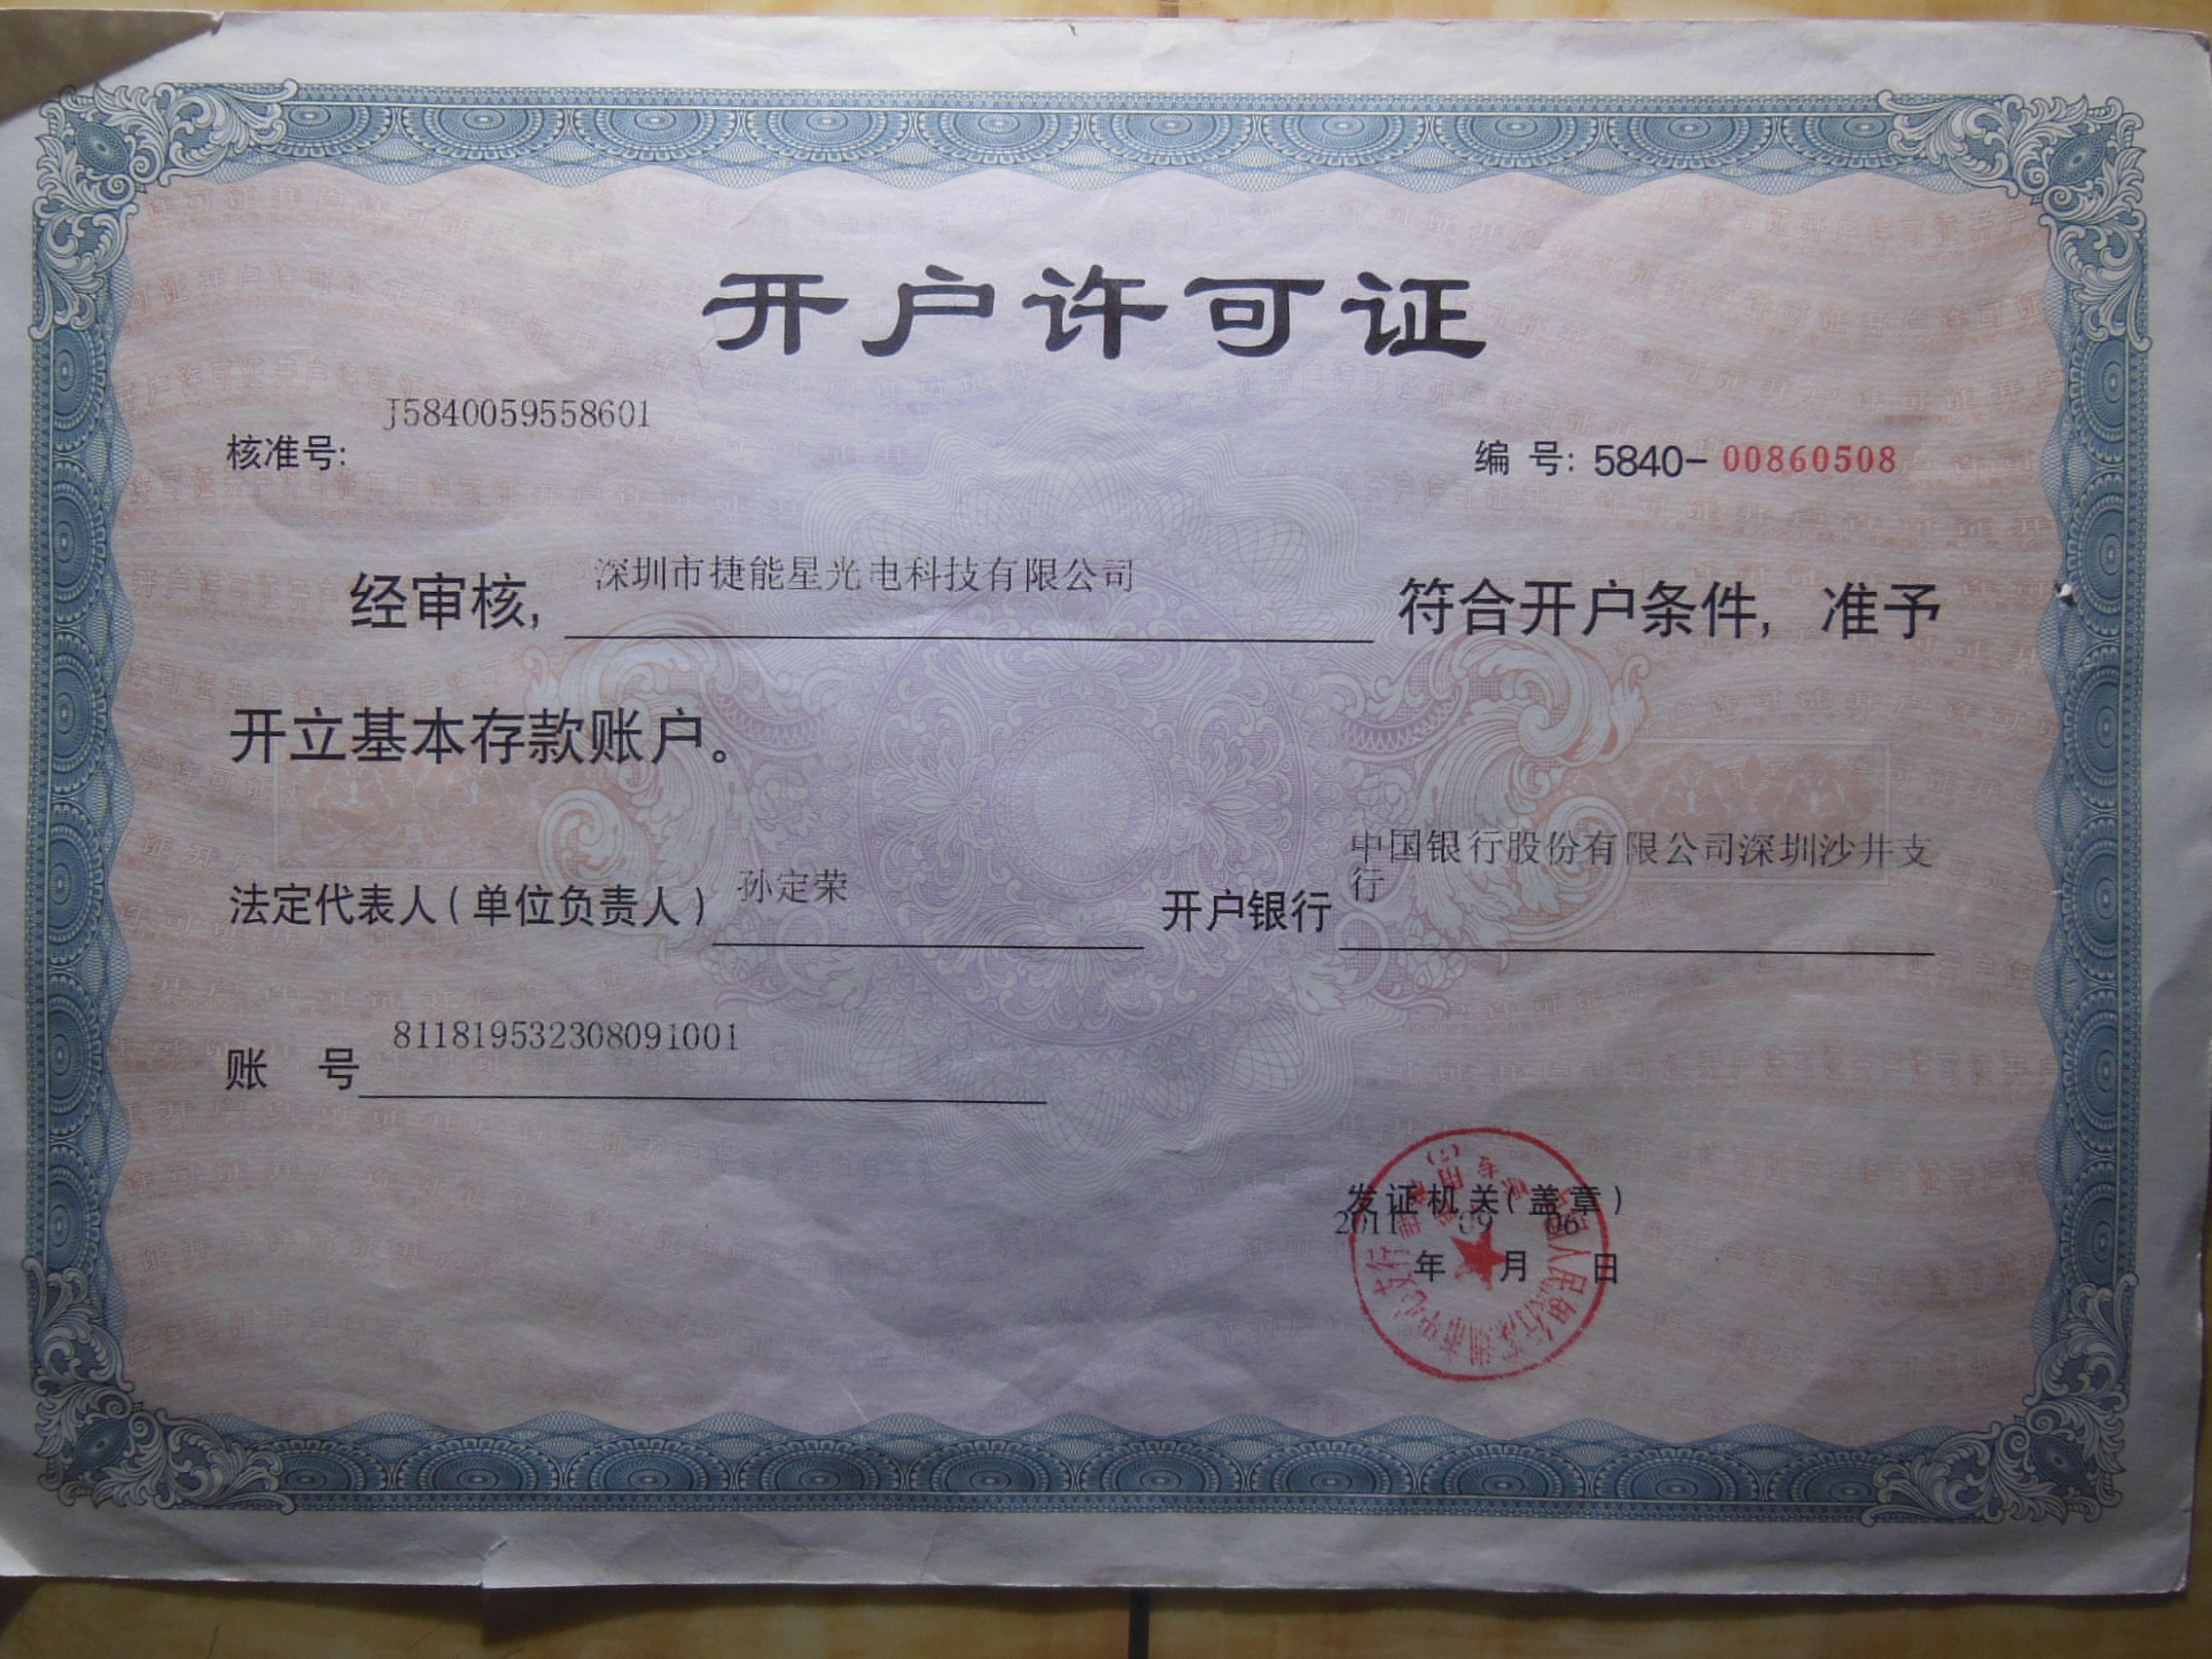 开户许可证
J5840059558601
核准号:
编 号: 5840-00860508
经审核, 深圳市捷能星光电科技有限公司 符合开户条件, 准予
开立基本存款账户。
中国银行股份有限公司深圳沙井支
行
法定代表人(单位负责人) 孙定荣 开户银行
811819532308091001
账 号
发证机关(盖章)
2011 09 06
年 月 日